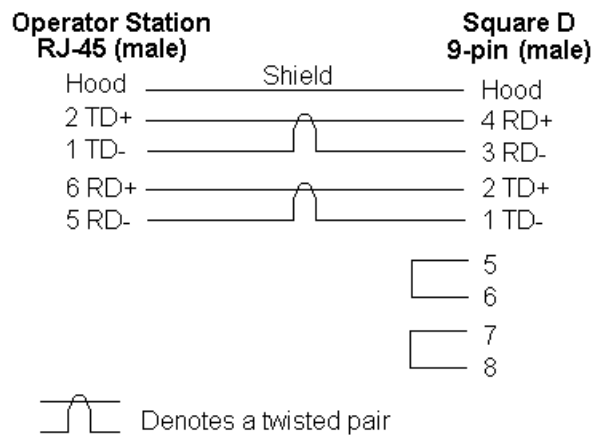 Operator Station Square D
RJ-45 (male) 9-pin (male)
Hood Shield Hood
2 TD+ 4 RD+
1 TD- 3 RD-
6 RD+ 2 TD+
5 RD- 1 TD-
5
6
7
8
Denotes a twisted pair